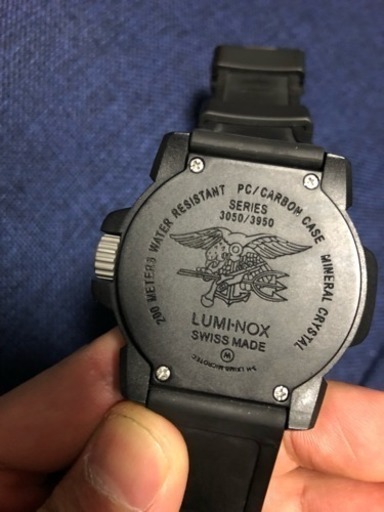 200 METERS WATER RESISTANT PC/CARBON CASE MINERAL CRYSTAL
SERIES
3050/3950
LUMI-NOX
SWISS MADE
W